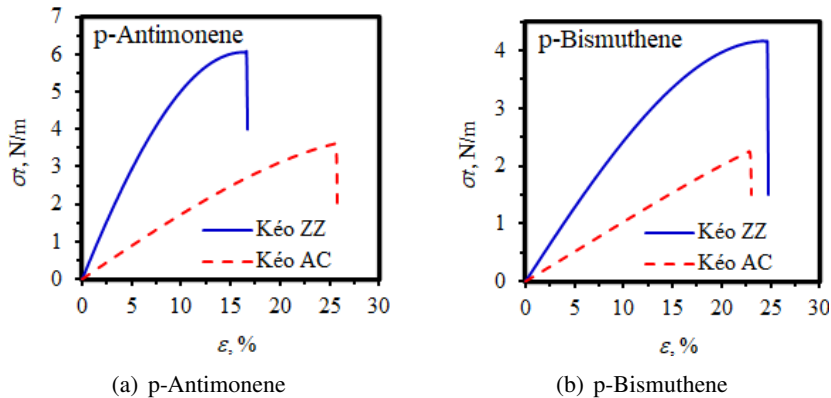 p-Antimonene
7
6
5
4
3
2
1
0
σt, N/m
Kéo ZZ
Kéo AC
0 5 10 15 20 25 30
ε, %
(a) p-Antimonene
p-Bismuthene
4
3
2
1
0
σt, N/m
Kéo ZZ
Kéo AC
0 5 10 15 20 25 30
ε, %
(b) p-Bismuthene